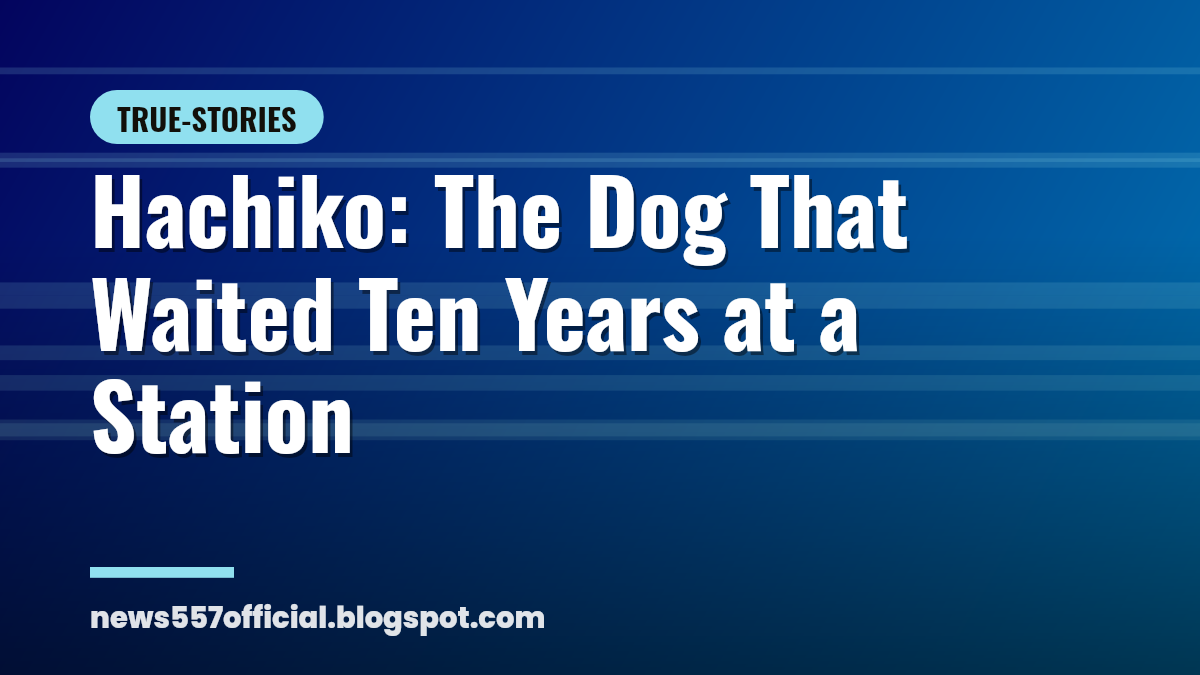 TRUE-STORIES
Hachiko: The Dog That
Waited Ten Years at a
Station
news557official.blogspot.com